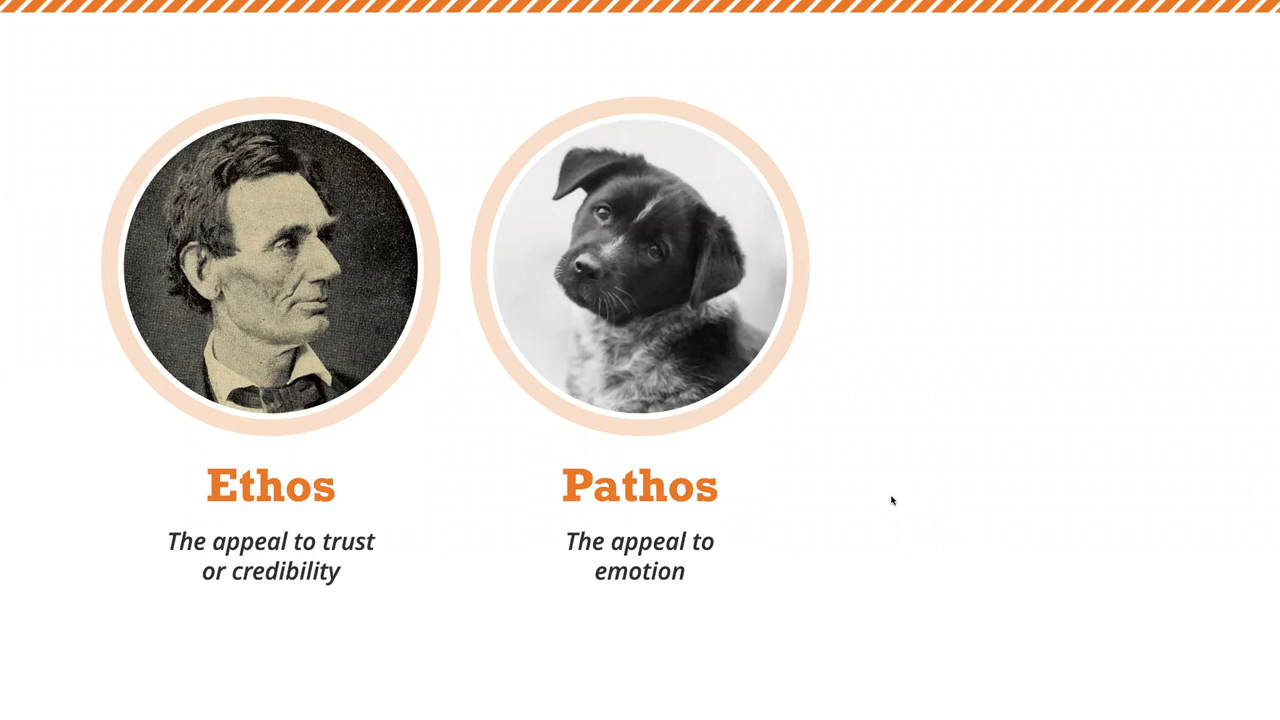 Ethos
The appeal to trust
or credibility
Pathos
The appeal to
emotion